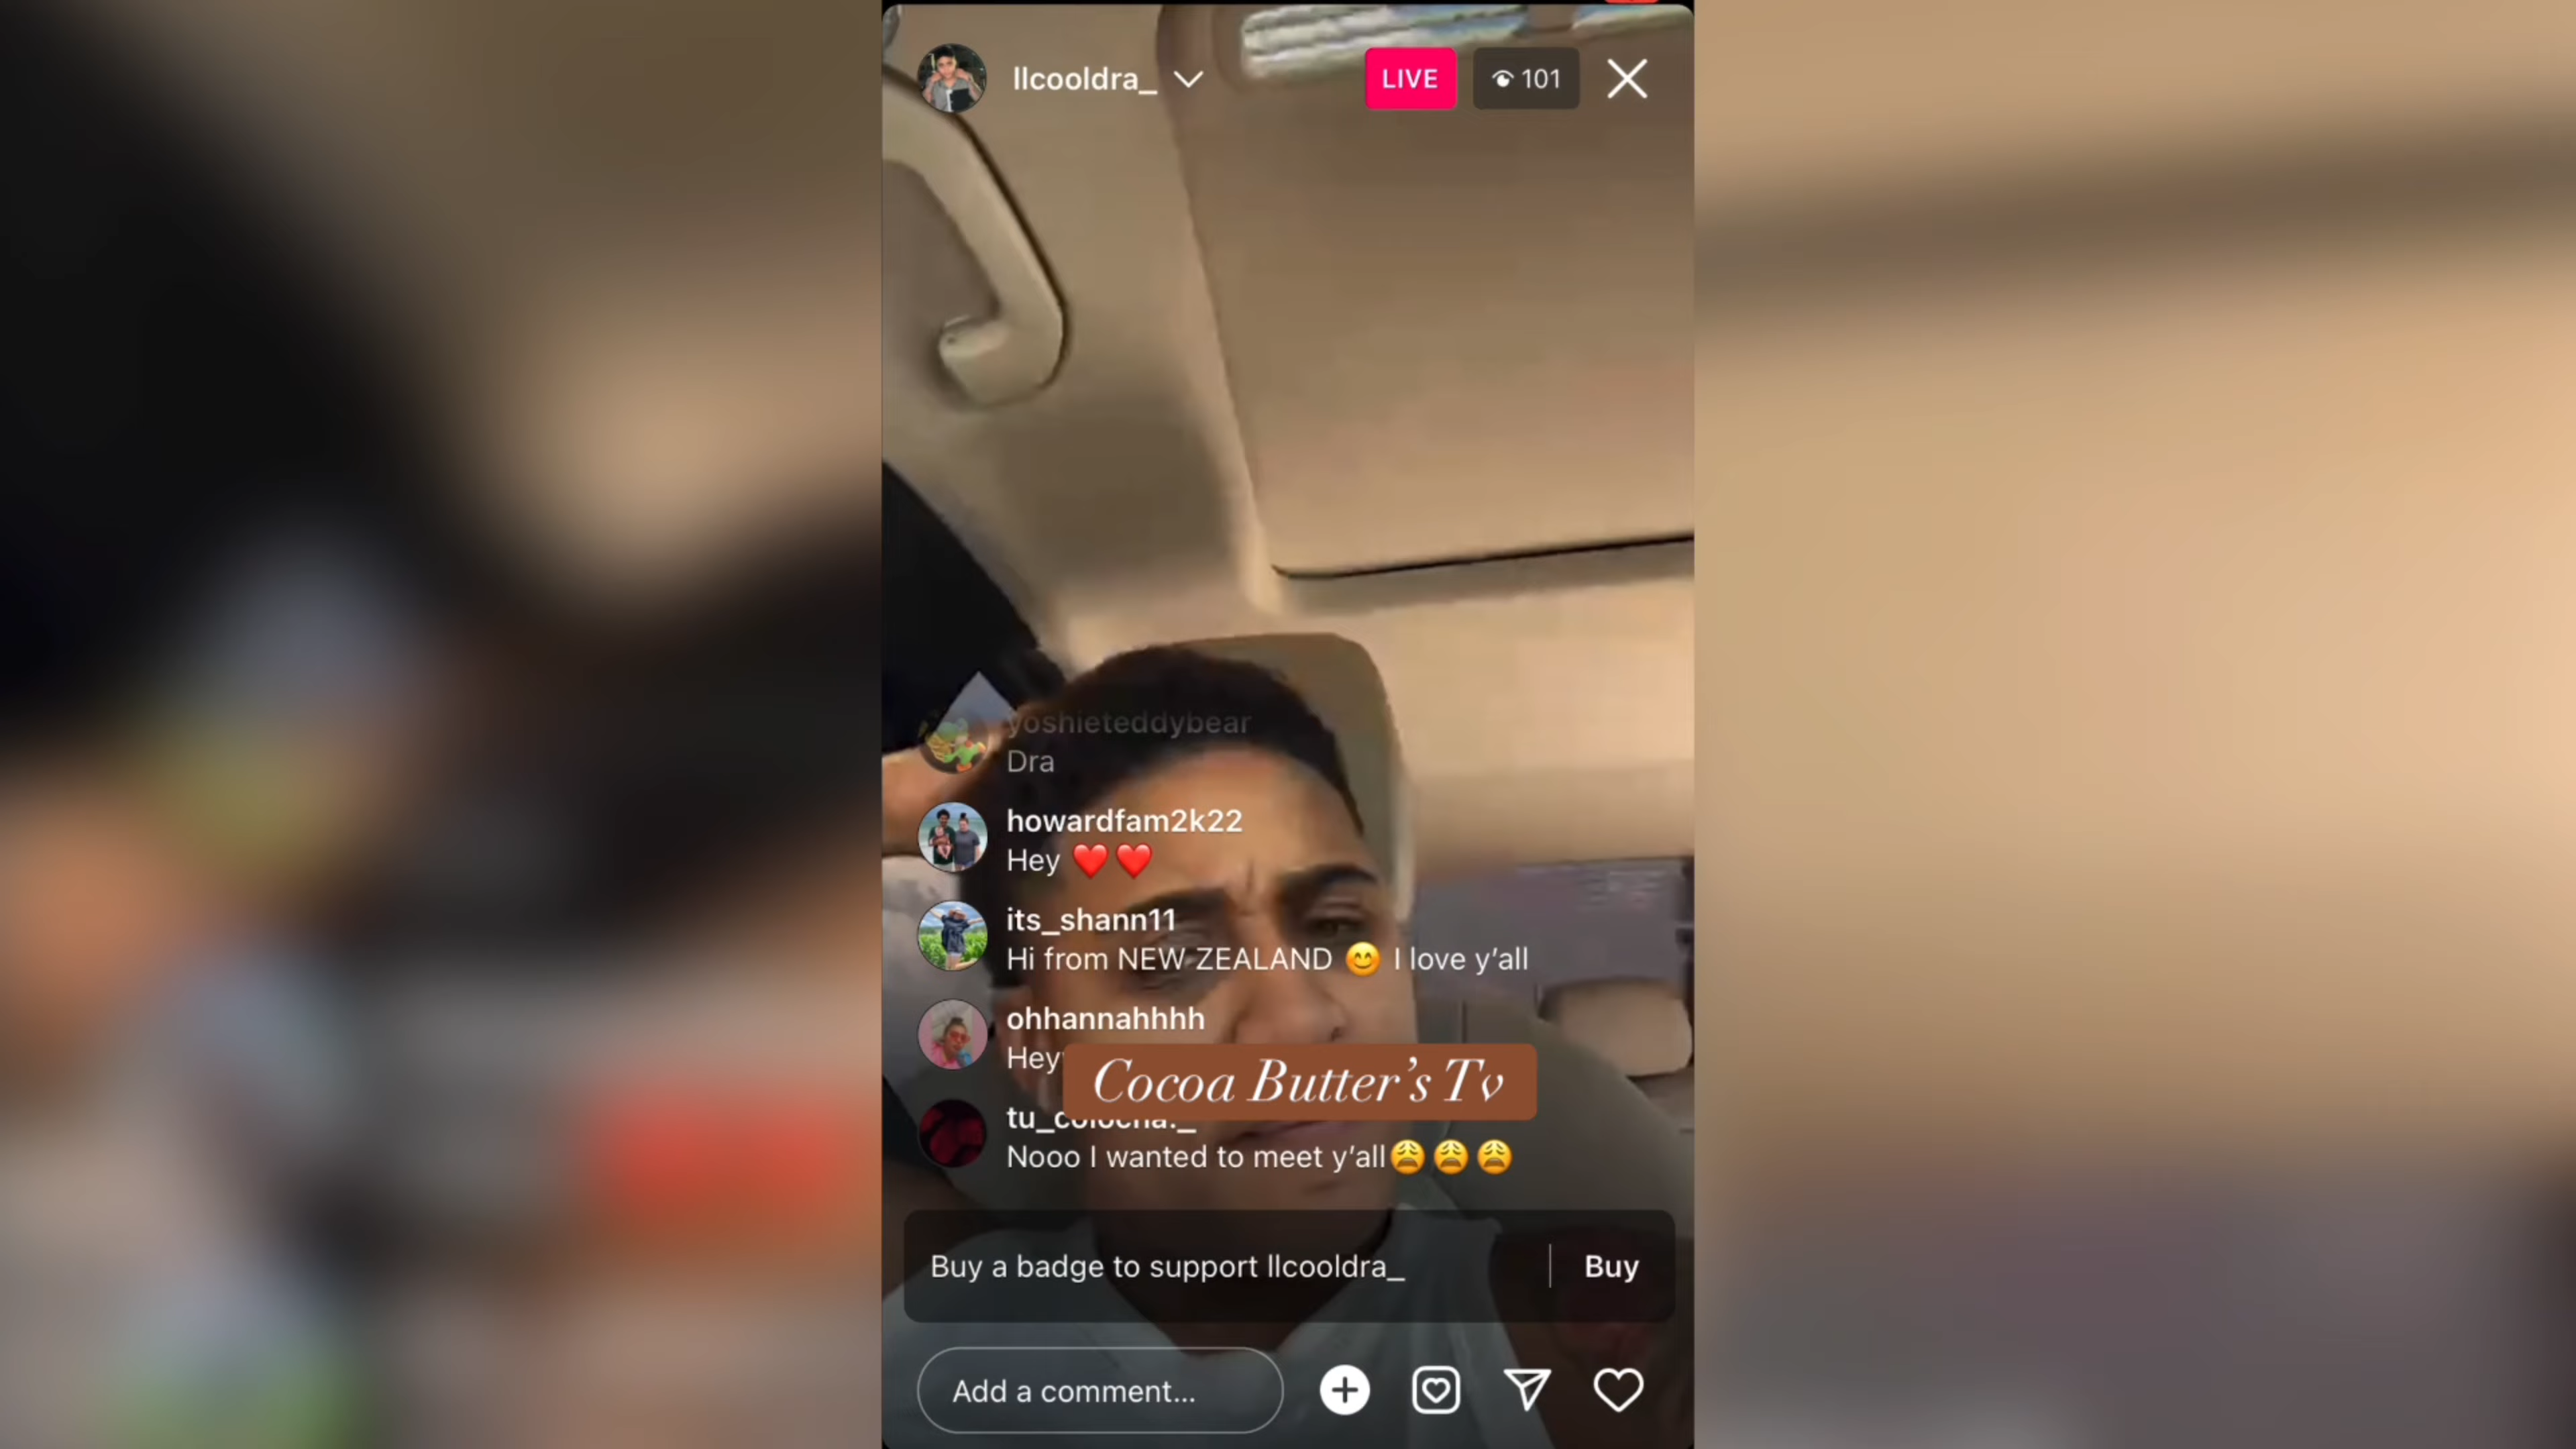 llcooldra_
LIVE
101
yoshieteddybear
Dra
howardfam2k22
Hey ❤️❤️
its_shann11
Hi from NEW ZEALAND 😊 I love y’all
ohhannahhhh
Cocoa Butter’s Tv
Nooo I wanted to meet y’all😩😩😩
Buy a badge to support llcooldra_
Buy
Add a comment...